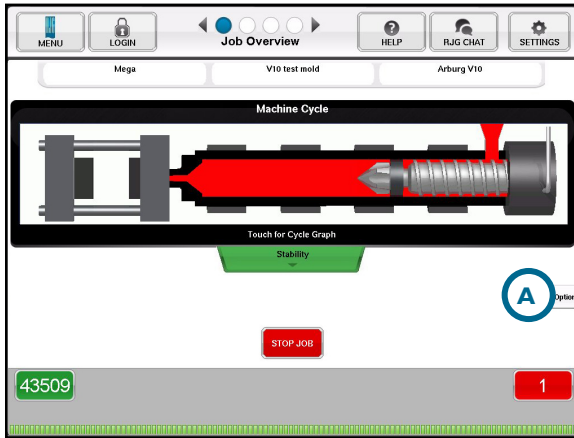 MENU
LOGIN
Job Overview
HELP
RJG CHAT
SETTINGS
Mega
V10 test mold
Arburg V10
Machine Cycle
Touch for Cycle Graph
Stability
A
Option
STOP JOB
43509
1